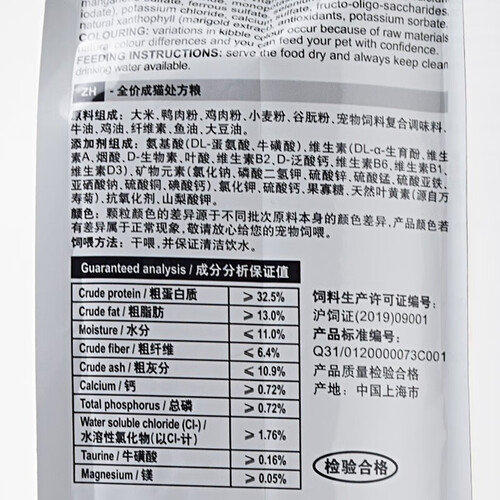 iodate), potassium chloride, calcium sulphate, fructo-oligo-saccharides,
natural xanthophyll (marigold extract), antioxidants, potassium sorbate.
COLOURING: variations in kibble colour occur because of raw materials
colour differences and you can feed your pet with confidence.
FEEDING INSTRUCTIONS: serve the food dry and always keep clean
drinking water available.
ZH - 全价成猫处方粮
原料组成：大米、鸭肉粉、鸡肉粉、小麦粉、谷朊粉、宠物饲料复合调味料、
牛油、鸡油、纤维素、鱼油、大豆油。
添加剂组成：氨基酸(DL-蛋氨酸、牛磺酸)、维生素(DL-α-生育酚、维生
素A、烟酸、D-生物素、叶酸、维生素B2、D-泛酸钙、维生素B6、维生素B1、
维生素D3)、矿物元素(氯化钠、磷酸二氢钾、硫酸锌、硫酸锰、硫酸亚铁、
亚硒酸钠、硫酸铜、碘酸钙)、氯化钾、硫酸钙、果寡糖、天然叶黄素(源自万
寿菊)、抗氧化剂、山梨酸钾。
颜色：颗粒颜色的差异源于不同批次原料本身的颜色差异，产品颜色若
有差异属于正常现象，敬请放心给您的宠物饲喂。
饲喂方法：干喂，并保证清洁饮水。
Guaranteed analysis / 成分分析保证值
Crude protein / 粗蛋白质 ≥ 32.5%
Crude fat / 粗脂肪 ≥ 13.0%
Moisture / 水分 ≤ 11.0%
Crude fiber / 粗纤维 ≤ 6.4%
Crude ash / 粗灰分 ≤ 10.9%
Calcium / 钙 ≥ 0.72%
Total phosphorus / 总磷 ≥ 0.72%
Water soluble chloride (Cl-) /
水溶性氯化物(以Cl-计) ≥ 1.76%
Taurine / 牛磺酸 ≥ 0.16%
Magnesium / 镁 ≥ 0.05%
饲料生产许可证编号：
沪饲证(2019)09001
产品标准编号：
Q31/0120000073C001
产品质量检验合格
产地：中国上海市
检验合格